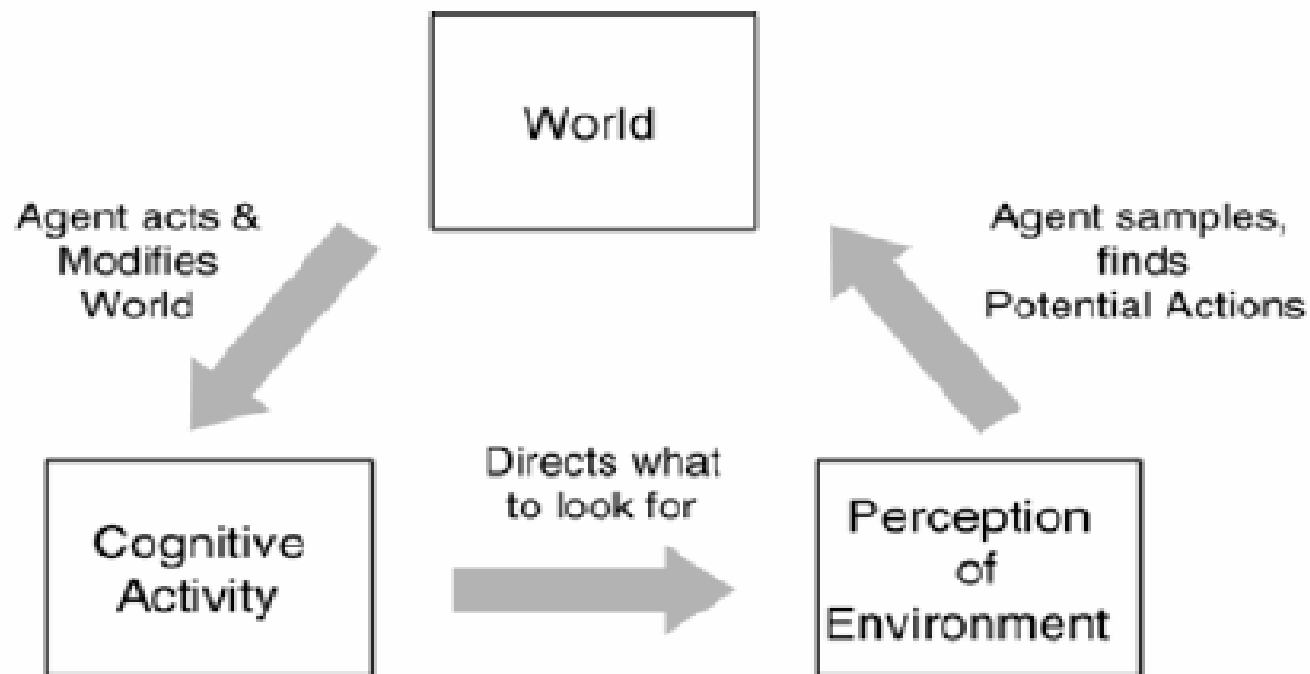 World
Agent acts &
Modifies
World
Agent samples,
finds
Potential Actions
Directs what
to look for
Cognitive
Activity
Perception
of
Environment